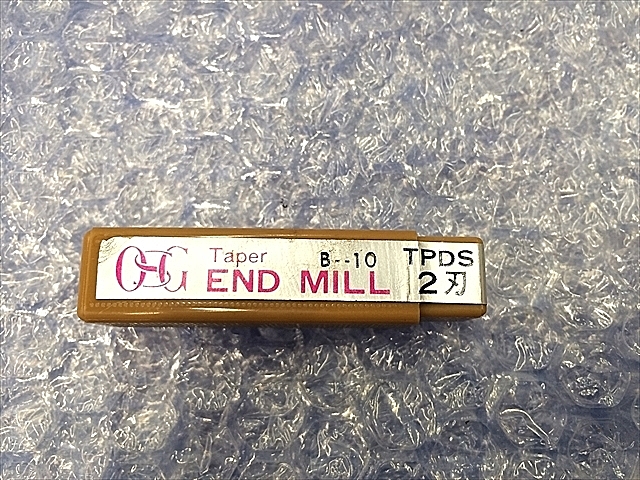 OSG Taper B--10 TPDS
END MILL 2刃